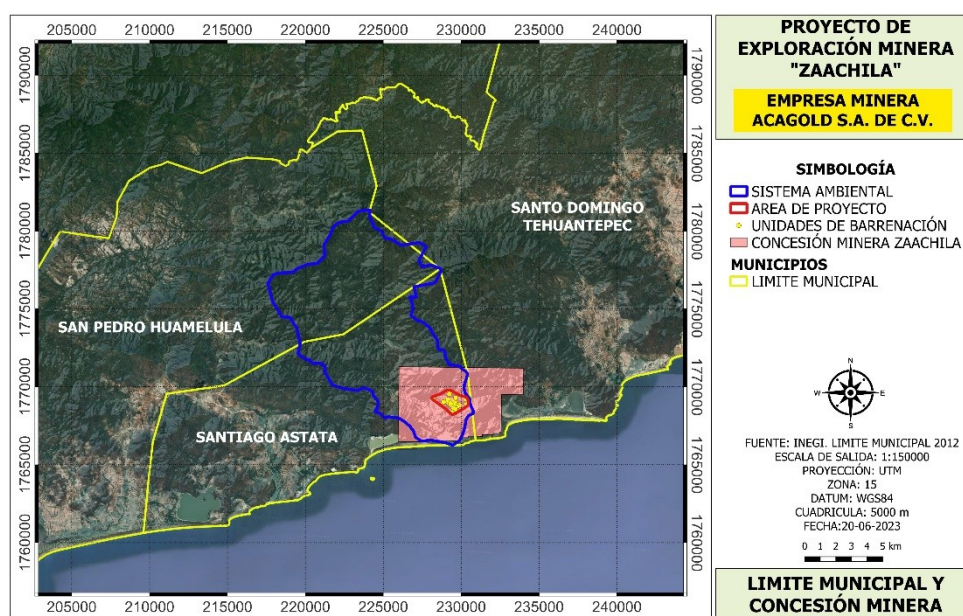 205000 210000 215000 220000 225000 230000 235000 240000
1790000
1785000
1780000
1775000
1770000
1765000
1760000
1790000
1785000
1780000
1775000
1770000
1765000
1760000
SANTO DOMINGO
TEHUANTEPEC
SAN PEDRO HUAMELULA
SANTIAGO ASTATA
205000 210000 215000 220000 225000 230000 235000 240000
PROYECTO DE
EXPLORACIÓN MINERA
"ZAACHILA"
EMPRESA MINERA
ACAGOLD S.A. DE C.V.
SIMBOLOGÍA
SISTEMA AMBIENTAL
AREA DE PROYECTO
UNIDADES DE BARRENACIÓN
CONCESIÓN MINERA ZAACHILA
MUNICIPIOS
LIMITE MUNICIPAL
N
W E
S
FUENTE: INEGI. LIMITE MUNICIPAL 2012
ESCALA DE SALIDA: 1:150000
PROYECCIÓN: UTM
ZONA: 15
DATUM: WGS84
CUADRICULA: 5000 m
FECHA:20-06-2023
0 1 2 3 4 5 km
LIMITE MUNICIPAL Y
CONCESIÓN MINERA